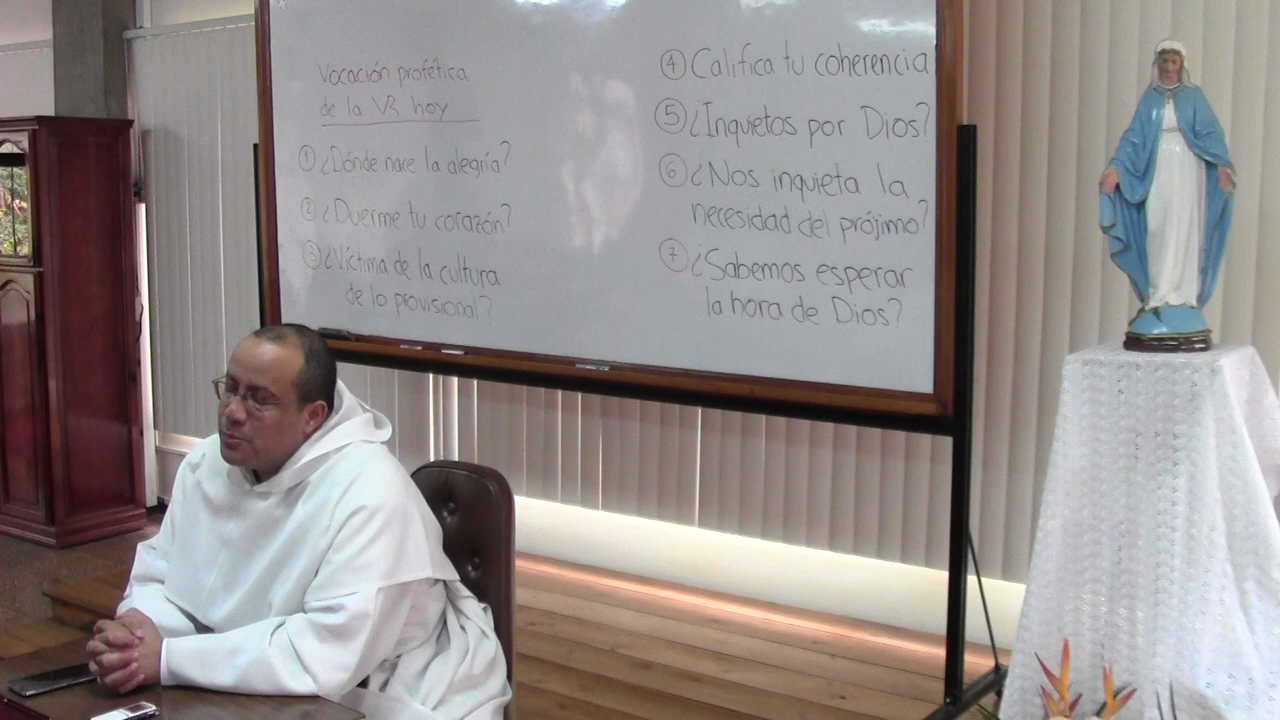 Vocación profética
de la VR hoy
① ¿Dónde nace la alegría?
② ¿Duerme tu corazón?
③ ¿Víctima de la cultura
de lo provisional?
④ Califica tu coherencia
⑤ ¿Inquietos por Dios?
⑥ ¿Nos inquieta la
necesidad del prójimo?
⑦ ¿Sabemos esperar
la hora de Dios?